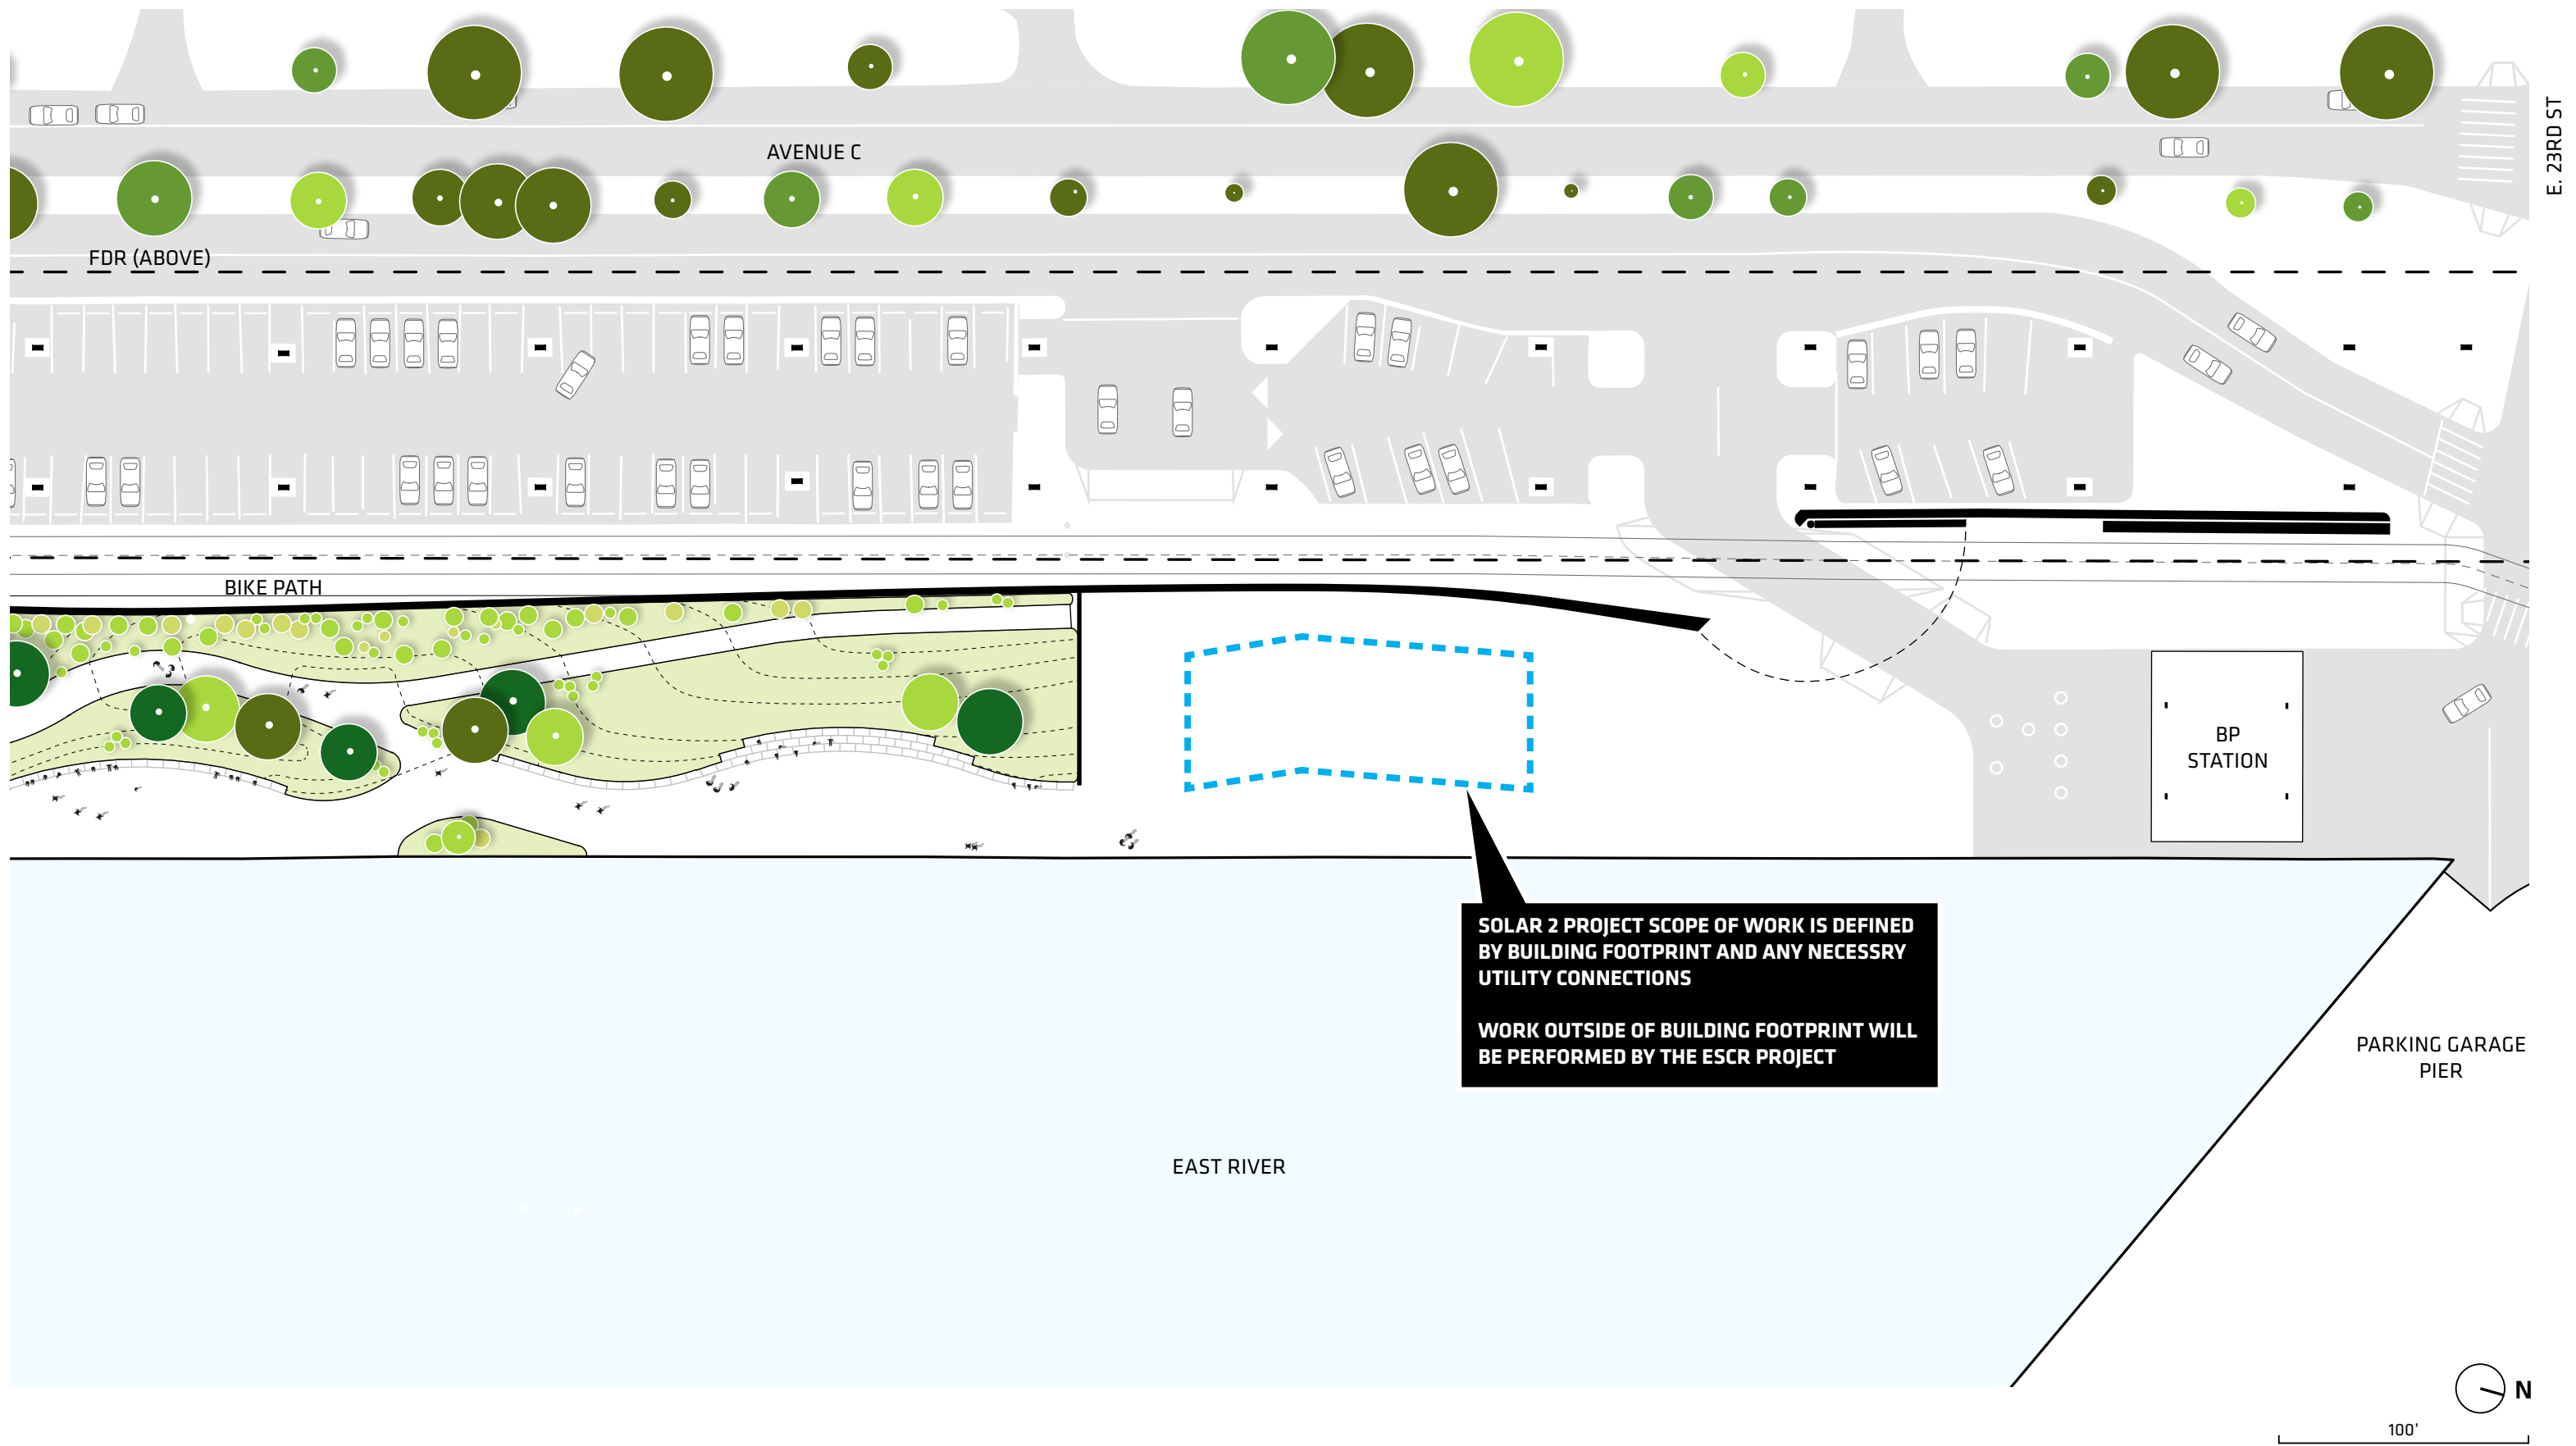 E. 23RD ST
AVENUE C
FDR (ABOVE)
BIKE PATH
BP
STATION
SOLAR 2 PROJECT SCOPE OF WORK IS DEFINED
BY BUILDING FOOTPRINT AND ANY NECESSRY
UTILITY CONNECTIONS
WORK OUTSIDE OF BUILDING FOOTPRINT WILL
BE PERFORMED BY THE ESCR PROJECT
PARKING GARAGE
PIER
EAST RIVER
N
100'